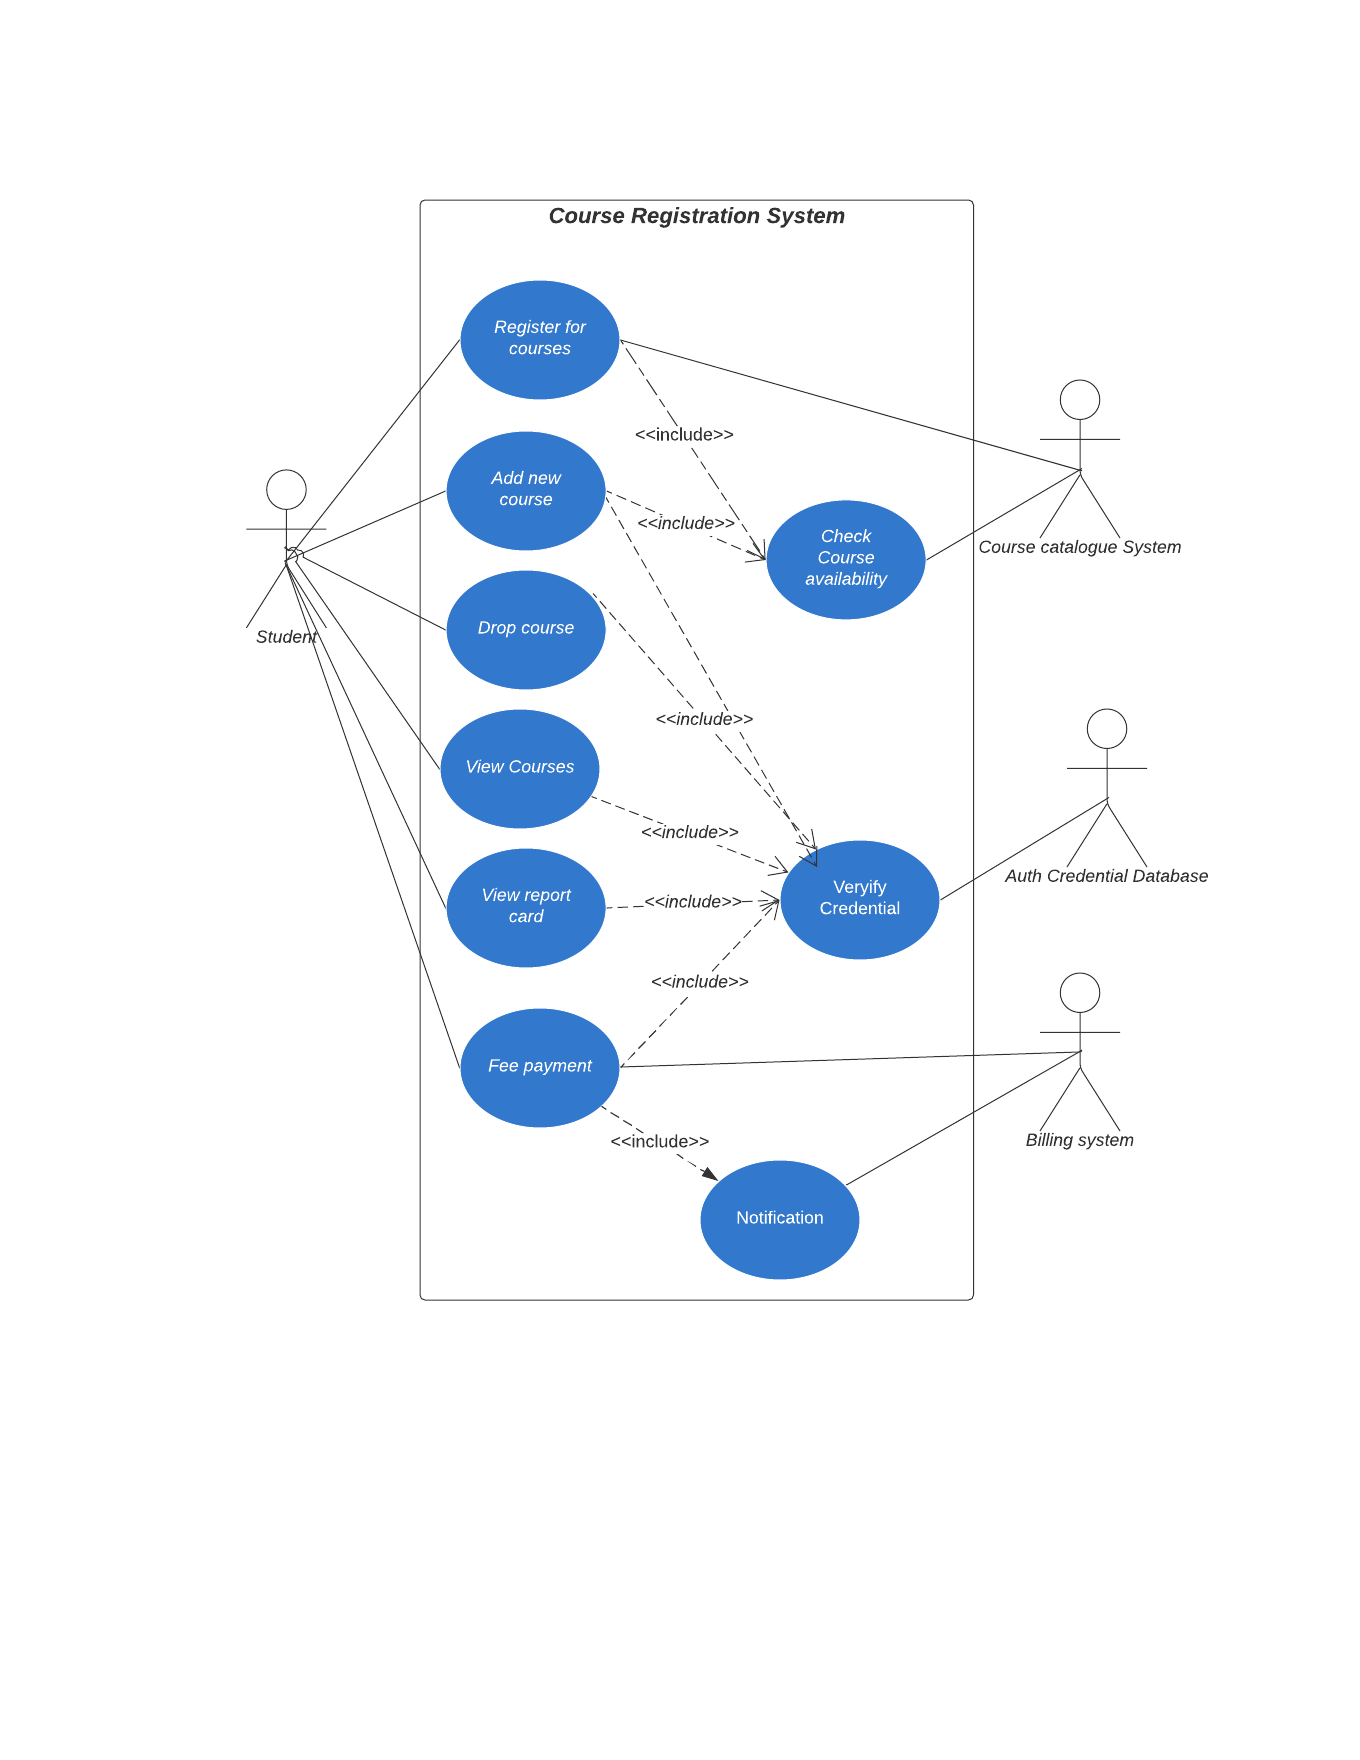 Course Registration System
Register for
courses
<<include>>
Add new
course
<<include>>
Check
Course
availability
Course catalogue System
Student
Drop course
<<include>>
View Courses
<<include>>
View report
card
<<include>>
Veryify
Credential
Auth Credential Database
<<include>>
Fee payment
<<include>>
Billing system
Notification